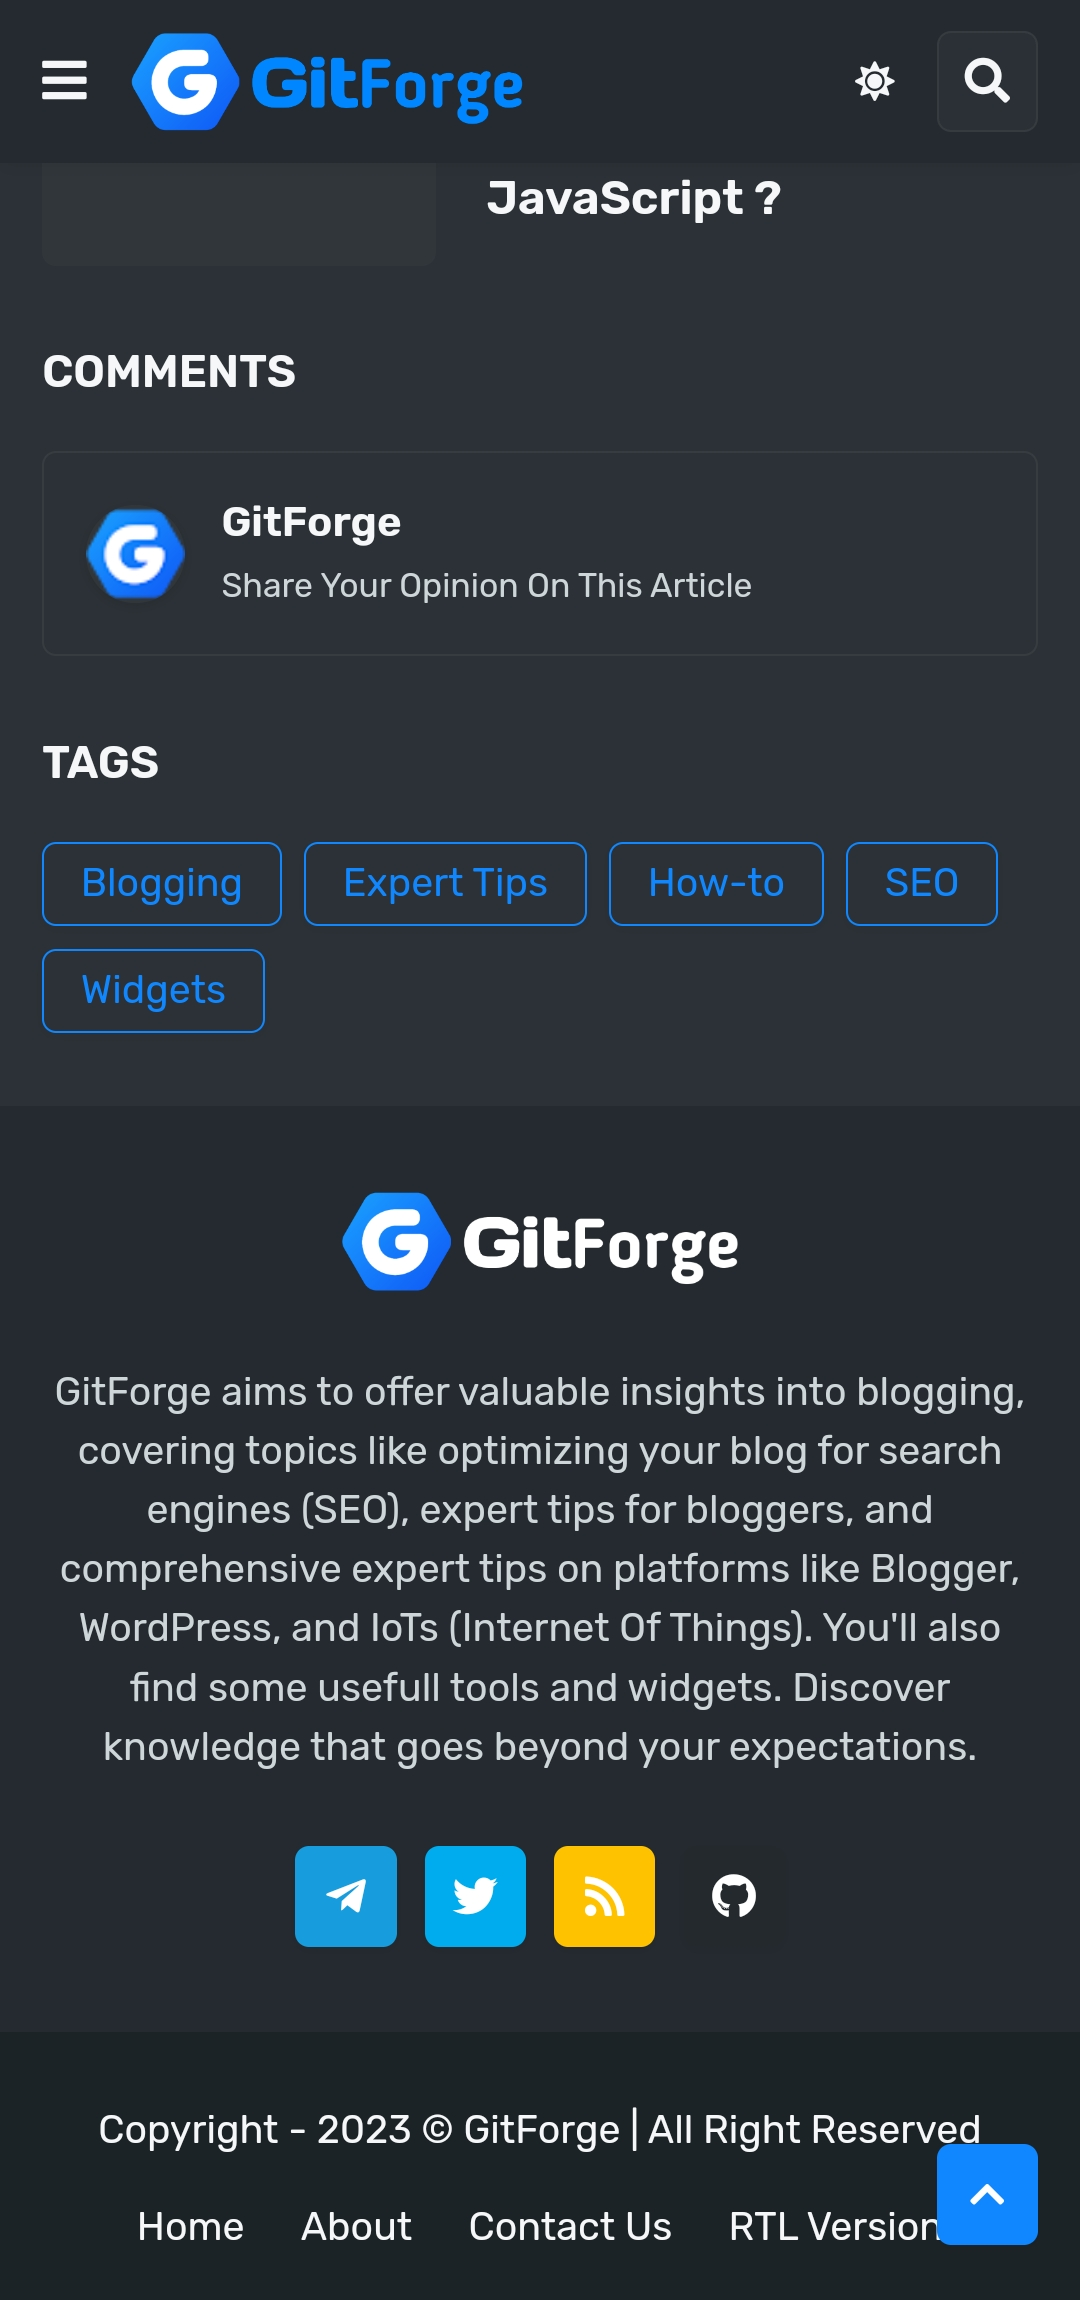 GitForge
JavaScript ?
COMMENTS
GitForge
Share Your Opinion On This Article
TAGS
Blogging
Expert Tips
How-to
SEO
Widgets
GitForge
GitForge aims to offer valuable insights into blogging,
covering topics like optimizing your blog for search
engines (SEO), expert tips for bloggers, and
comprehensive expert tips on platforms like Blogger,
WordPress, and IoTs (Internet Of Things). You'll also
find some usefull tools and widgets. Discover
knowledge that goes beyond your expectations.
Copyright - 2023 © GitForge | All Right Reserved
Home About Contact Us RTL Version